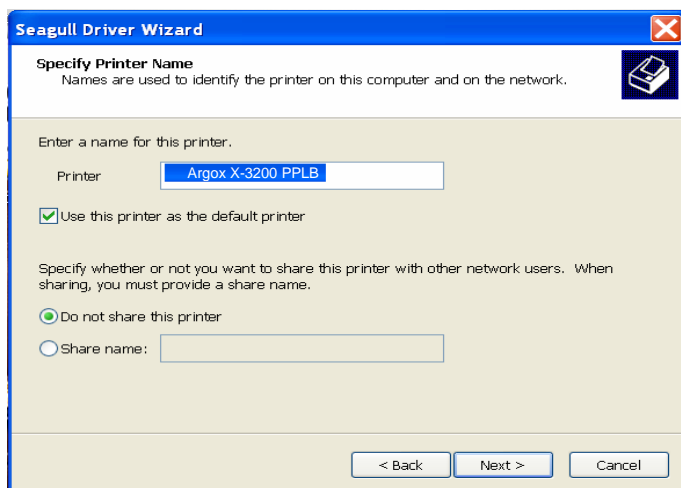 Seagull Driver Wizard
Specify Printer Name
Names are used to identify the printer on this computer and on the network.
Enter a name for this printer.
Printer
Argox X-3200 PPLB
Use this printer as the default printer
Specify whether or not you want to share this printer with other network users. When
sharing, you must provide a share name.
Do not share this printer
Share name:
< Back
Next >
Cancel